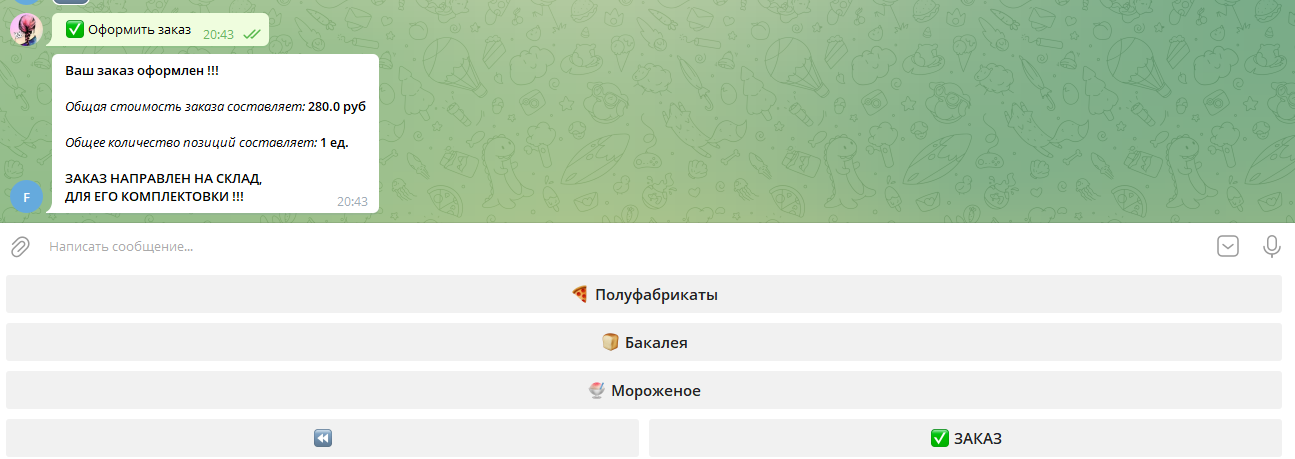 ✅ Оформить заказ 20:43
Ваш заказ оформлен !!!
Общая стоимость заказа составляет: 280.0 руб
Общее количество позиций составляет: 1 ед.
ЗАКАЗ НАПРАВЛЕН НА СКЛАД,
ДЛЯ ЕГО КОМПЛЕКТОВКИ !!!
20:43
F
Написать сообщение...
🍕 Полуфабрикаты
🍞 Бакалея
🍨 Мороженое
⏪ ✅ ЗАКАЗ